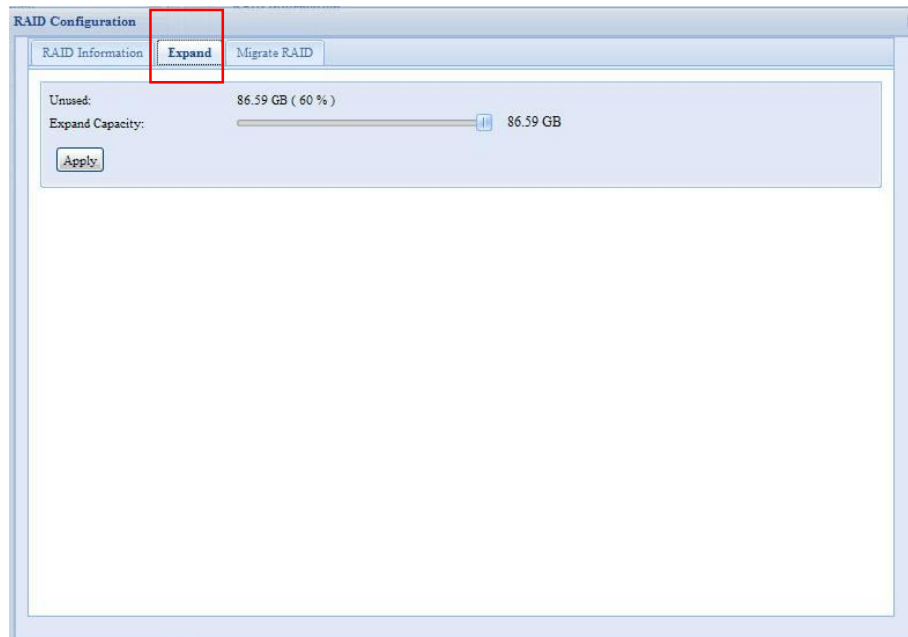 RAID Configuration
RAID Information Expand Migrate RAID
Unused: 86.59 GB ( 60 % )
Expand Capacity: 86.59 GB
Apply